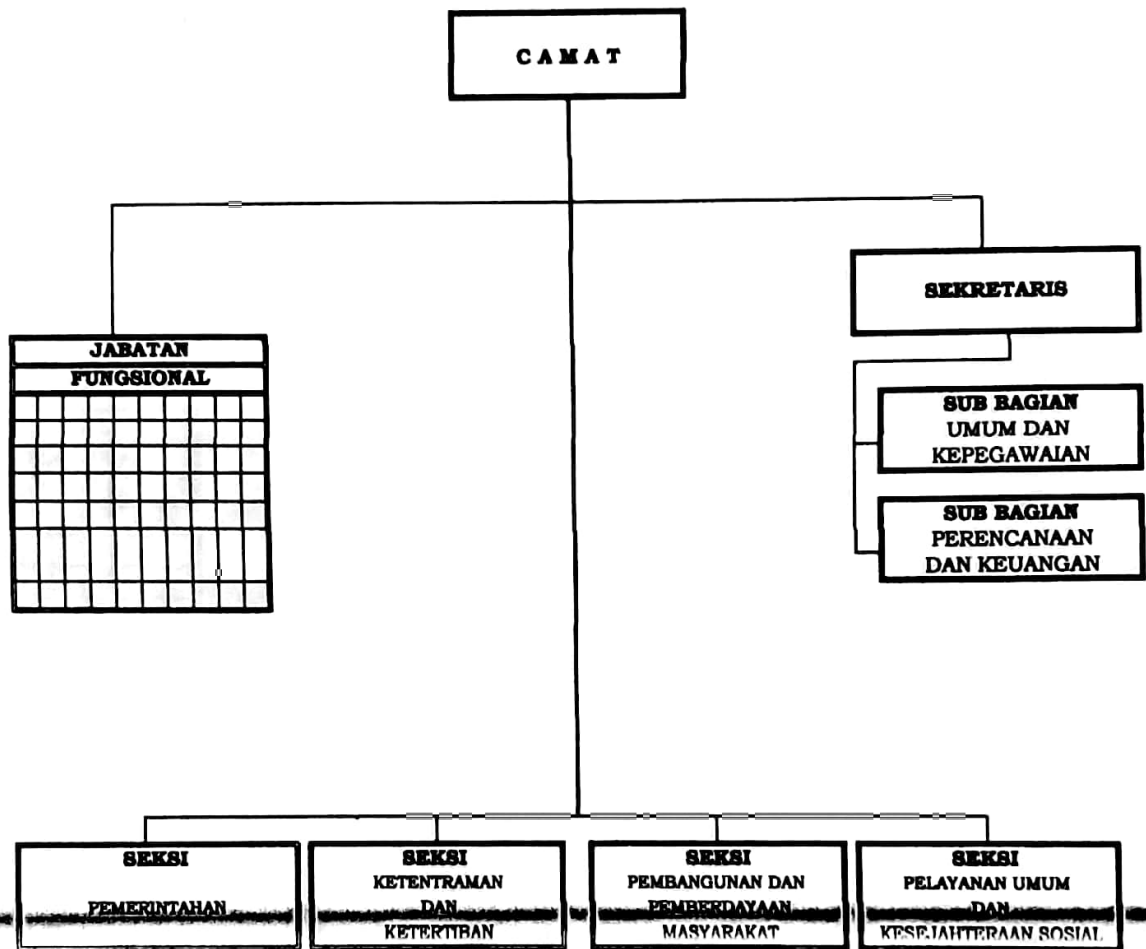 C A M A T
SEKRETARIS
JABATAN
FUNGSIONAL
SUB BAGIAN
UMUM DAN
KEPEGAWAIAN
SUB BAGIAN
PERENCANAAN
DAN KEUANGAN
SEKSI
PEMERINTAHAN
SEKSI
KETENTRAMAN
DAN
KETERTIBAN
SEKSI
PEMBANGUNAN DAN
PEMBERDAYAAN
MASYARAKAT
SEKSI
PELAYANAN UMUM
DAN
KESEJAHTERAAN SOSIAL